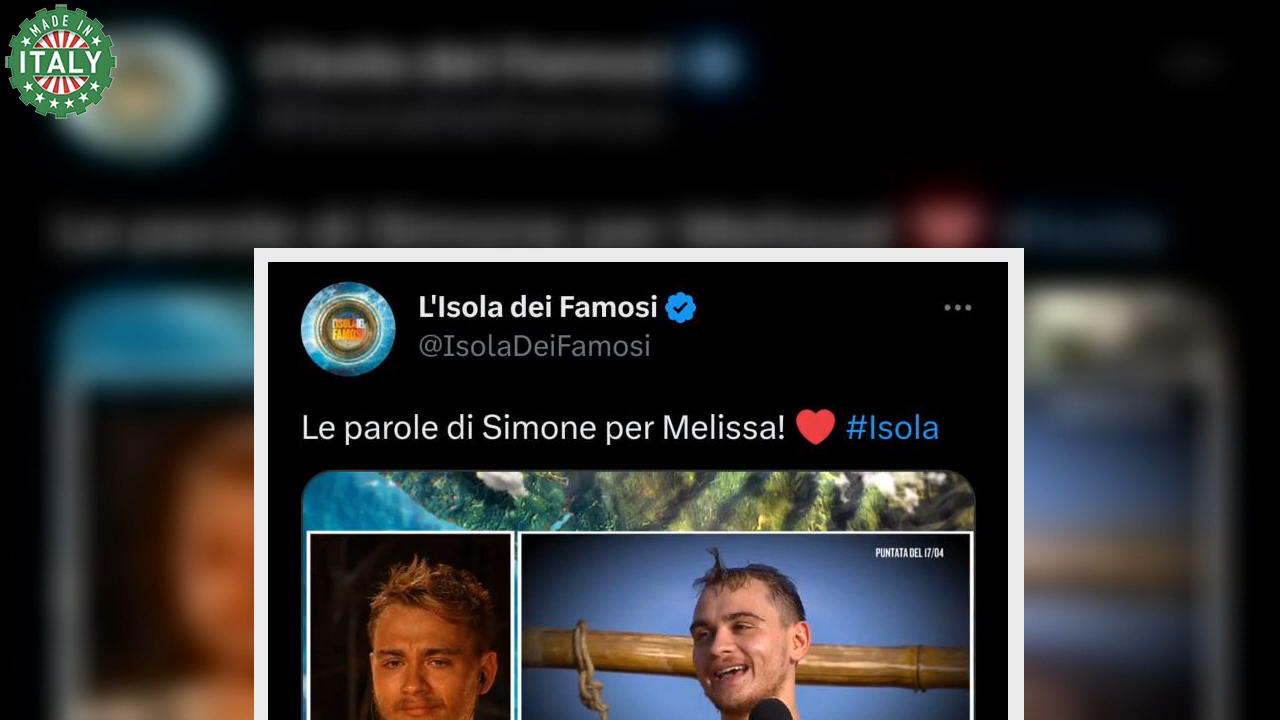 MADE IN
ITALY
L'Isola dei Famosi
@IsolaDeiFamosi
Le parole di Simone per Melissa! ❤️ #Isola
PUNTATA DEL 17/04